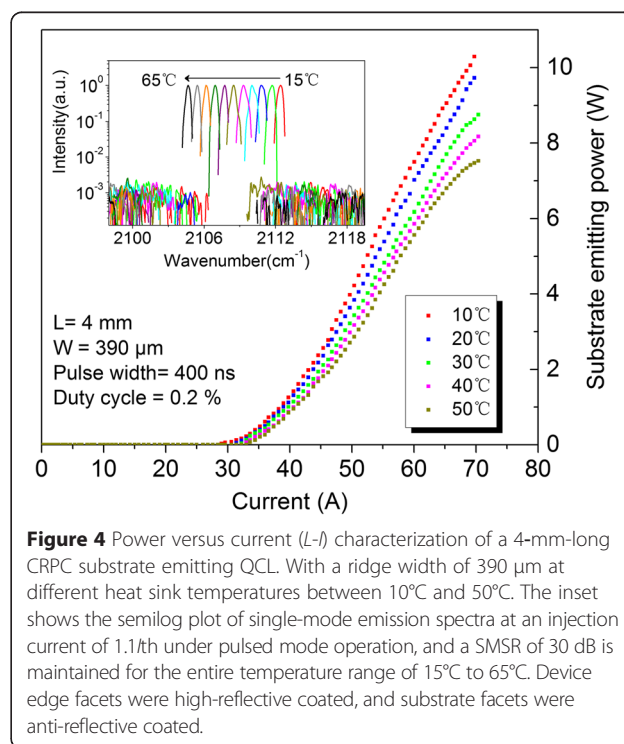 65℃ 15℃
10⁰
10⁻¹
10⁻²
10⁻³
Intensity(a.u.)
2100 2106 2112 2118
Wavenumber(cm⁻¹)
L= 4 mm
W = 390 µm
Pulse width= 400 ns
Duty cycle = 0.2 %
10℃
20℃
30℃
40℃
50℃
10
8
6
4
2
0
Substrate emitting power (W)
0 10 20 30 40 50 60 70 80
Current (A)
Figure 4 Power versus current (L-I) characterization of a 4-mm-long
CRPC substrate emitting QCL. With a ridge width of 390 μm at
different heat sink temperatures between 10°C and 50°C. The inset
shows the semilog plot of single-mode emission spectra at an injection
current of 1.1Ith under pulsed mode operation, and a SMSR of 30 dB is
maintained for the entire temperature range of 15°C to 65°C. Device
edge facets were high-reflective coated, and substrate facets were
anti-reflective coated.